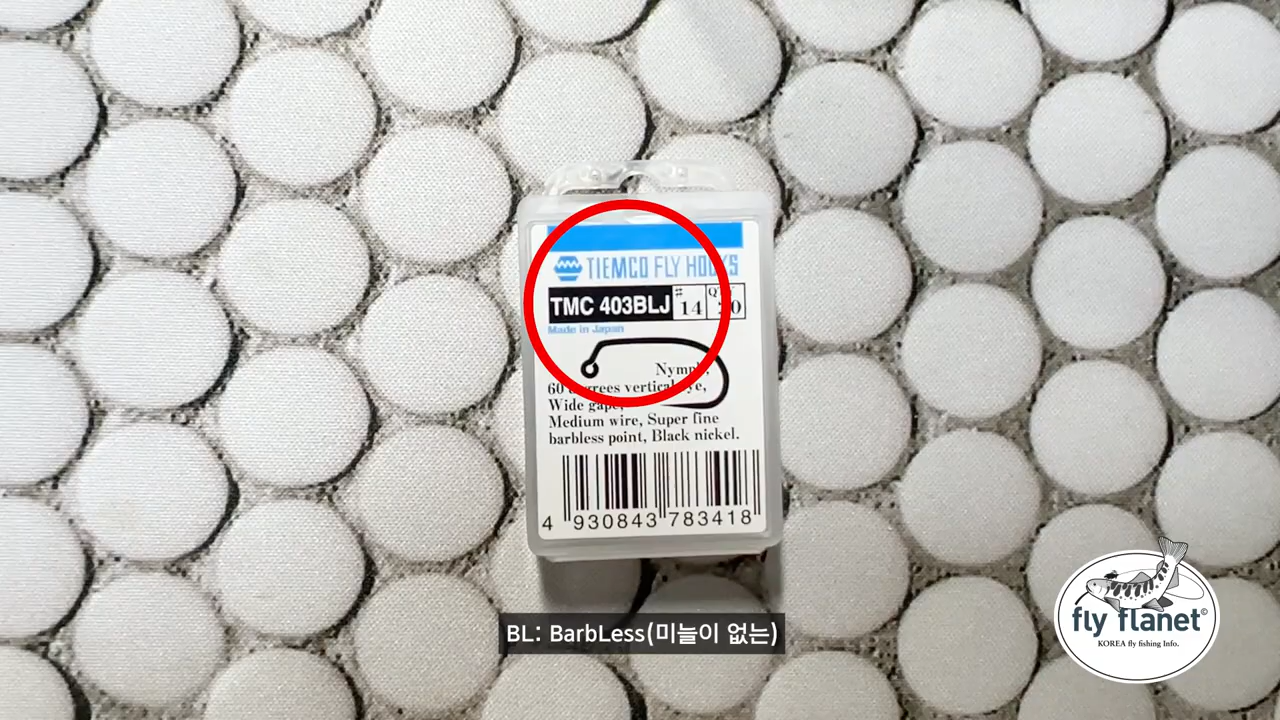 TIEMCO FLY HOOKS
TMC 403BLJ # 14 QTY 20
Made in Japan
Nymph,
60 degrees vertical eye,
Wide gape,
Medium wire, Super fine
barbless point, Black nickel.
4 930843 783418
BL: BarbLess(미늘이 없는)
fly flanet©
KOREA fly fishing Info.